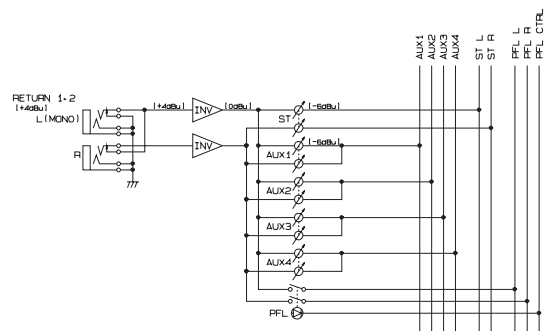 AUX1
AUX2
AUX3
AUX4
ST L
ST R
PFL L
PFL R
PFL CTRL
RETURN 1-2
[+4dBu]
L(MONO)
R
[+4dBu]
INV
[0dBu]
[-6dBu]
ST
INV
[-6dBu]
AUX1
AUX2
AUX3
AUX4
PFL